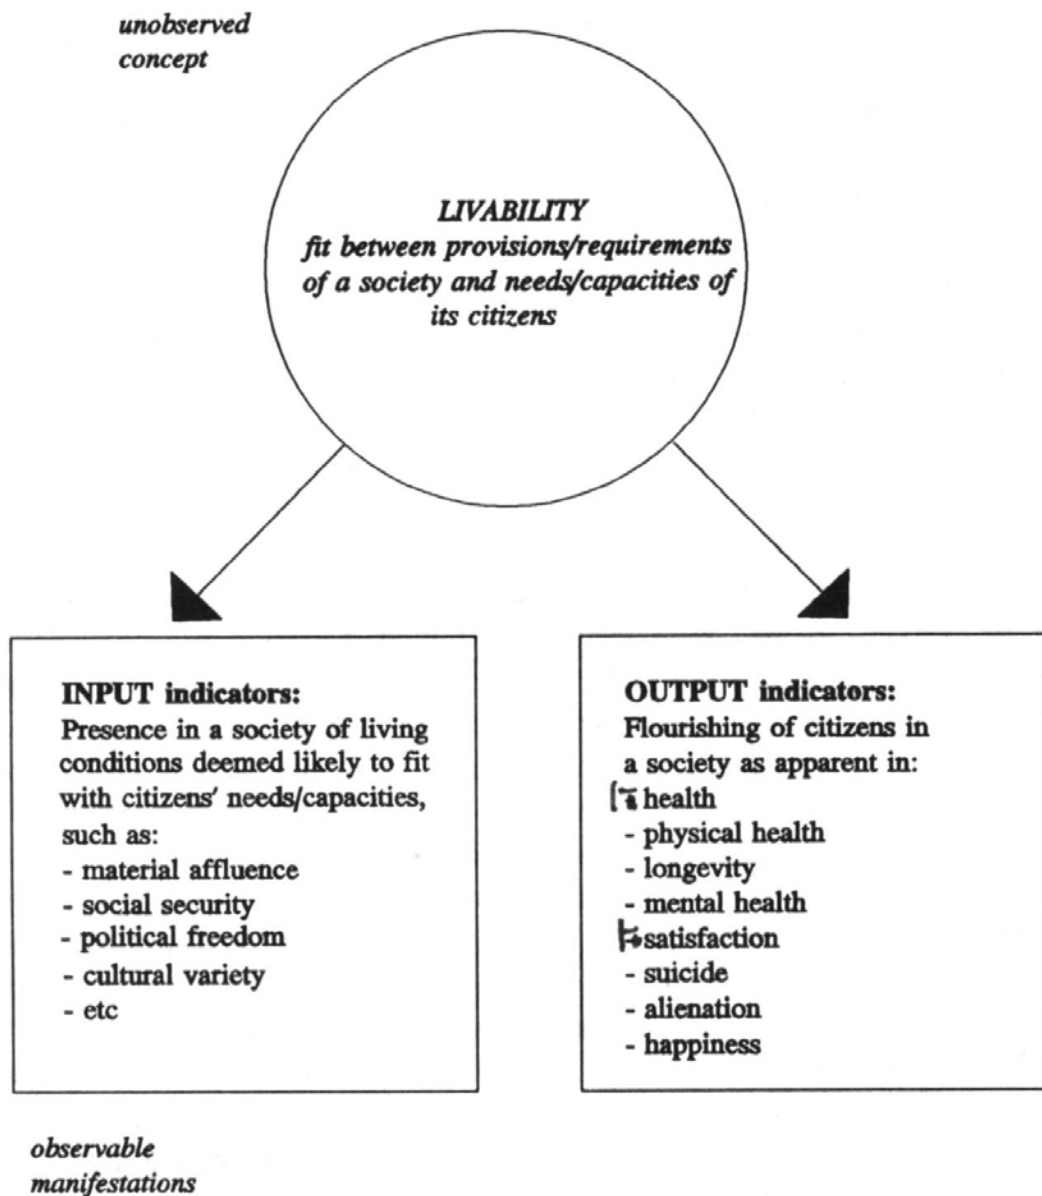 unobserved
concept
LIVABILITY
fit between provisions/requirements
of a society and needs/capacities of
its citizens
INPUT indicators:
Presence in a society of living
conditions deemed likely to fit
with citizens' needs/capacities,
such as:
- material affluence
- social security
- political freedom
- cultural variety
- etc
OUTPUT indicators:
Flourishing of citizens in
a society as apparent in:
health
- physical health
- longevity
- mental health
satisfaction
- suicide
- alienation
- happiness
observable
manifestations